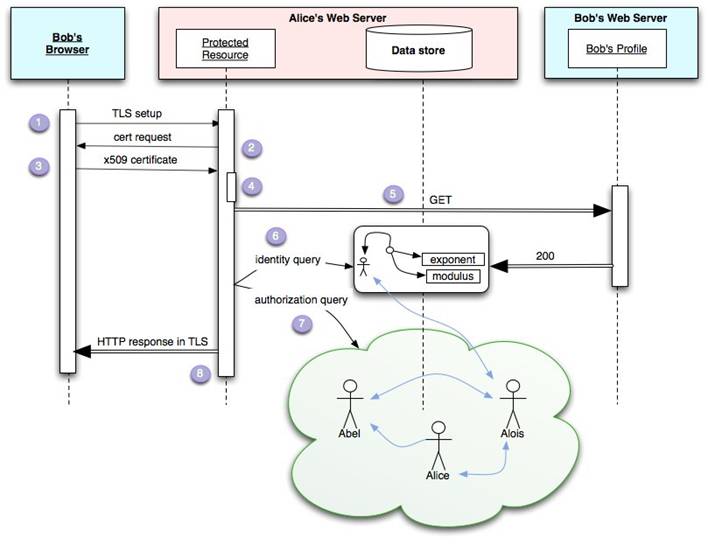 Bob's
Browser
Alice's Web Server
Protected
Resource
Data store
Bob's Web Server
Bob's Profile
1
TLS setup
cert request
2
3
x509 certificate
4
5
GET
6
identity query
exponent
modulus
200
authorization query
7
HTTP response in TLS
8
Abel
Alois
Alice